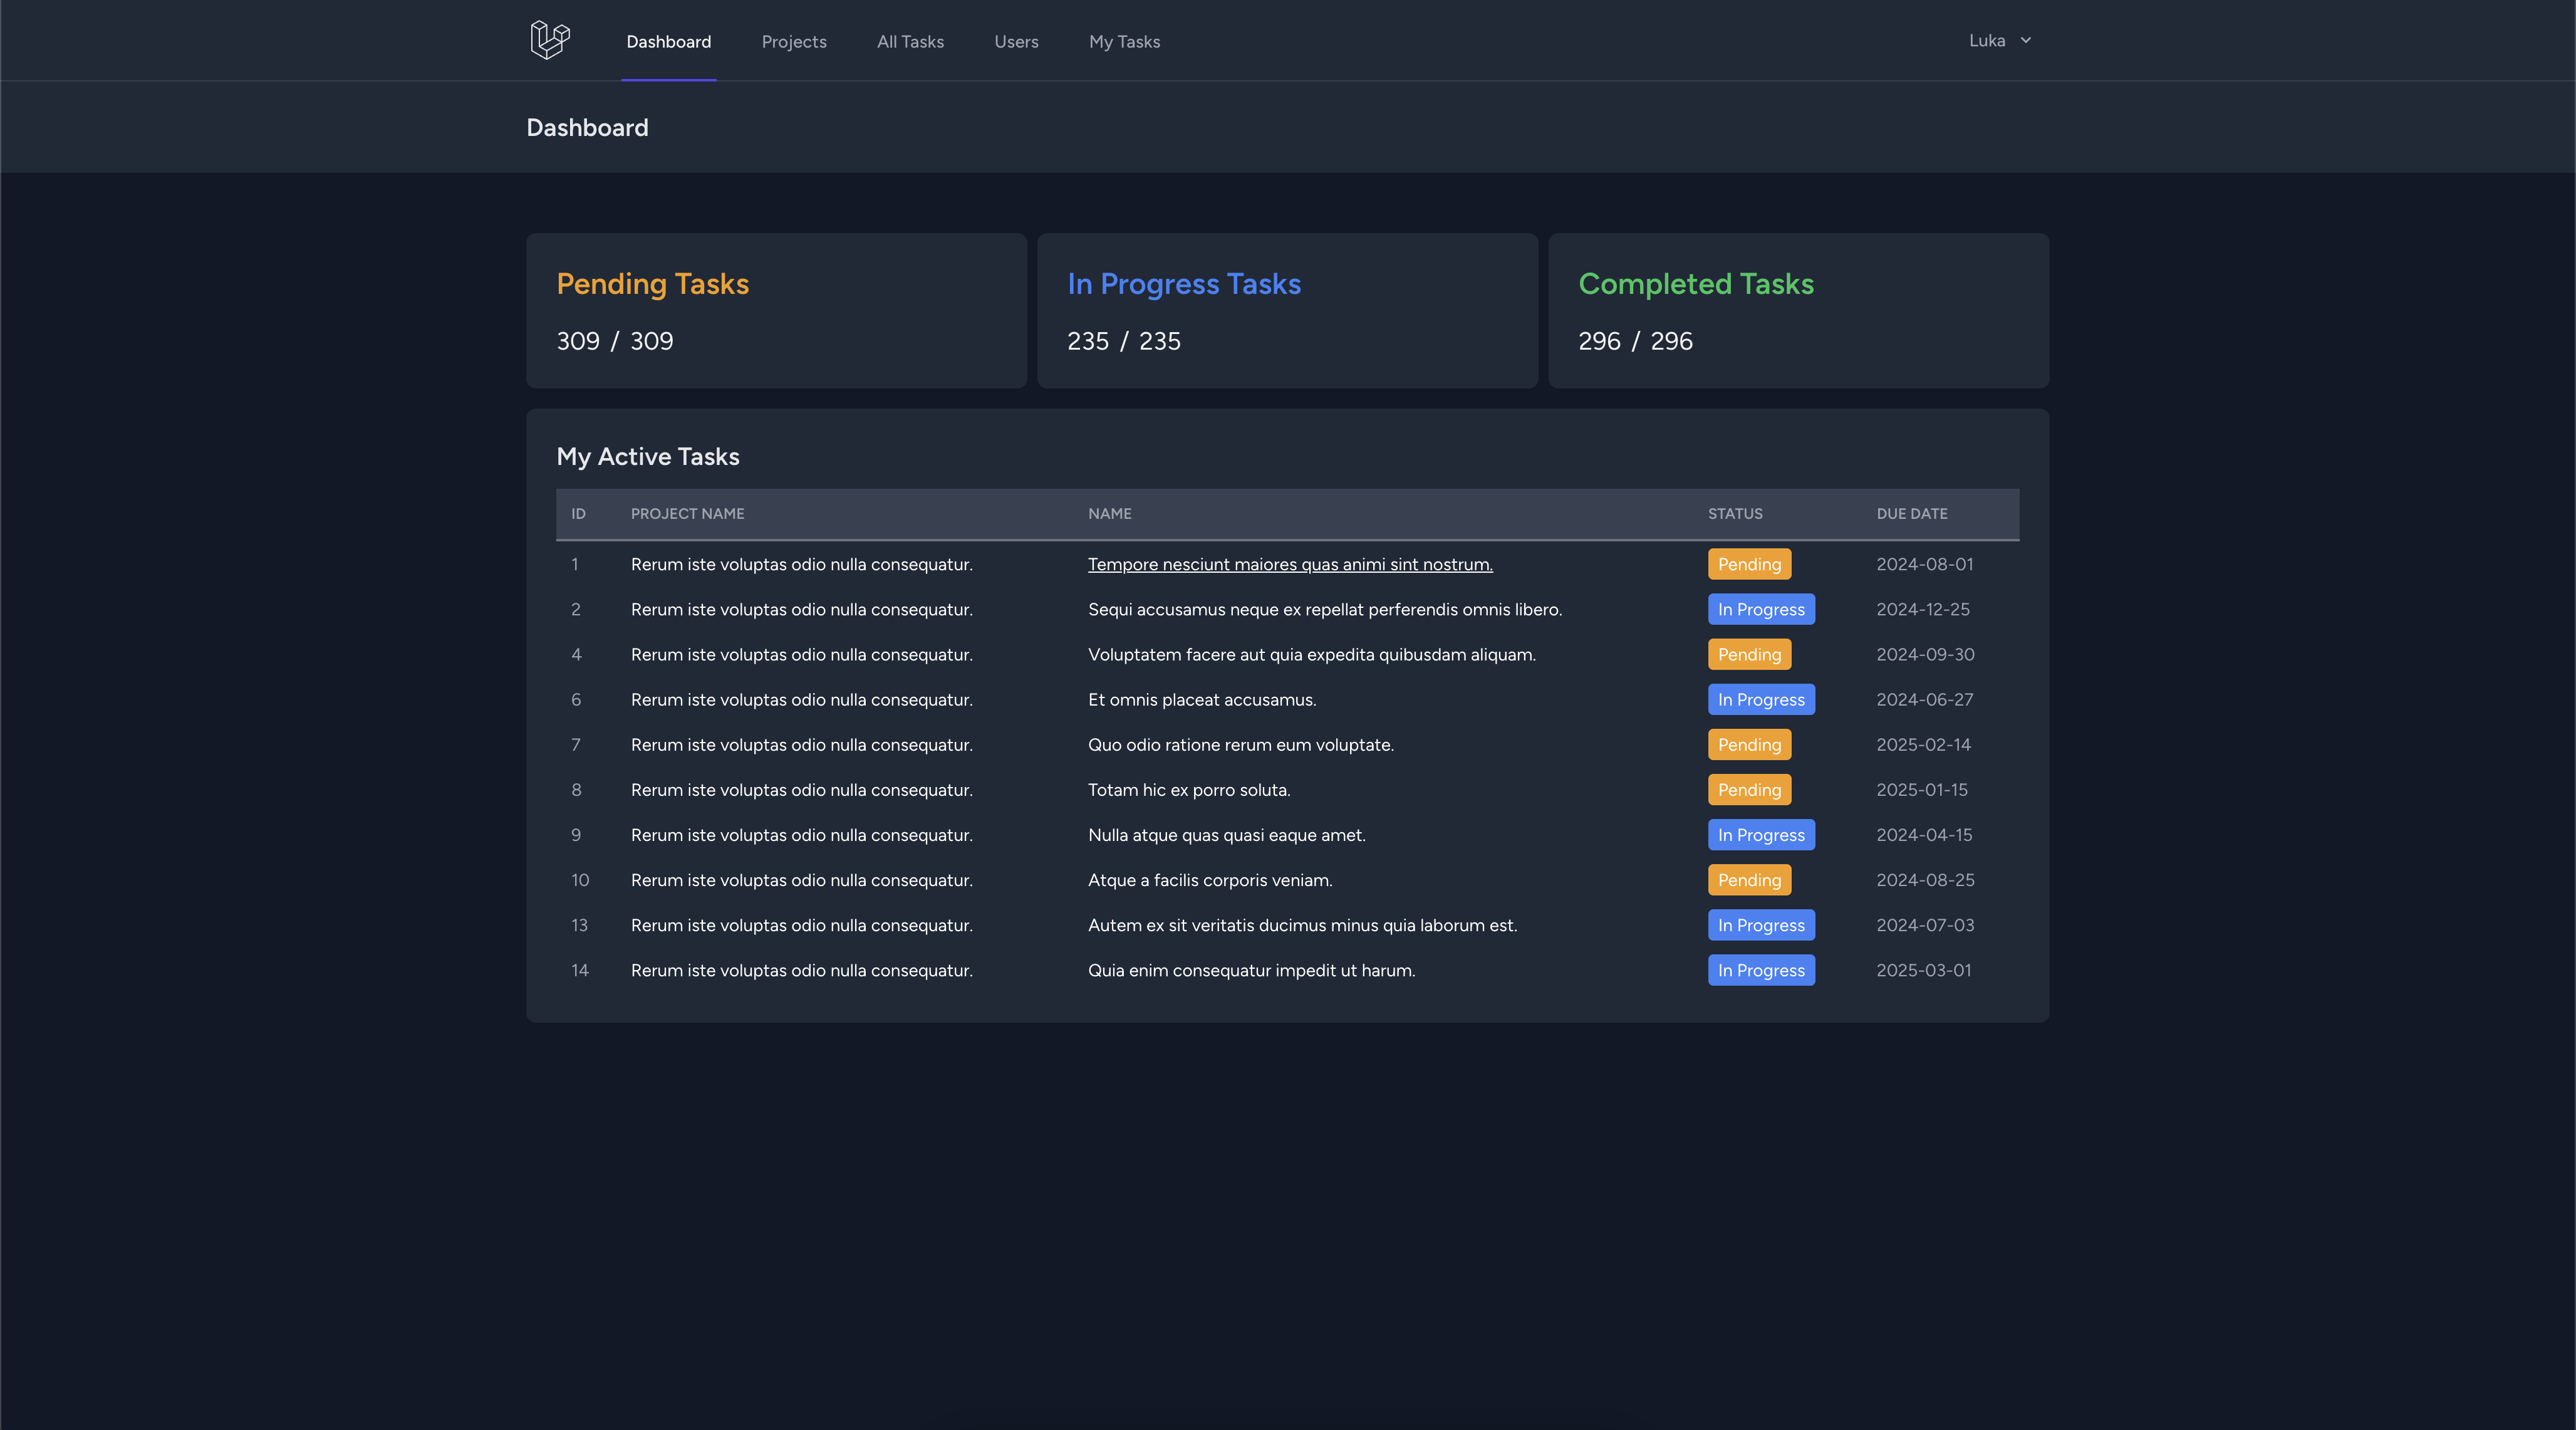 Dashboard Projects All Tasks Users My Tasks Luka
Dashboard
Pending Tasks In Progress Tasks Completed Tasks
309 / 309 235 / 235 296 / 296
My Active Tasks
ID PROJECT NAME NAME STATUS DUE DATE
1 Rerum iste voluptas odio nulla consequatur. Tempore nesciunt maiores quas animi sint nostrum. Pending 2024-08-01
2 Rerum iste voluptas odio nulla consequatur. Sequi accusamus neque ex repellat perferendis omnis libero. In Progress 2024-12-25
4 Rerum iste voluptas odio nulla consequatur. Voluptatem facere aut quia expedita quibusdam aliquam. Pending 2024-09-30
6 Rerum iste voluptas odio nulla consequatur. Et omnis placeat accusamus. In Progress 2024-06-27
7 Rerum iste voluptas odio nulla consequatur. Quo odio ratione rerum eum voluptate. Pending 2025-02-14
8 Rerum iste voluptas odio nulla consequatur. Totam hic ex porro soluta. Pending 2025-01-15
9 Rerum iste voluptas odio nulla consequatur. Nulla atque quas quasi eaque amet. In Progress 2024-04-15
10 Rerum iste voluptas odio nulla consequatur. Atque a facilis corporis veniam. Pending 2024-08-25
13 Rerum iste voluptas odio nulla consequatur. Autem ex sit veritatis ducimus minus quia laborum est. In Progress 2024-07-03
14 Rerum iste voluptas odio nulla consequatur. Quia enim consequatur impedit ut harum. In Progress 2025-03-01